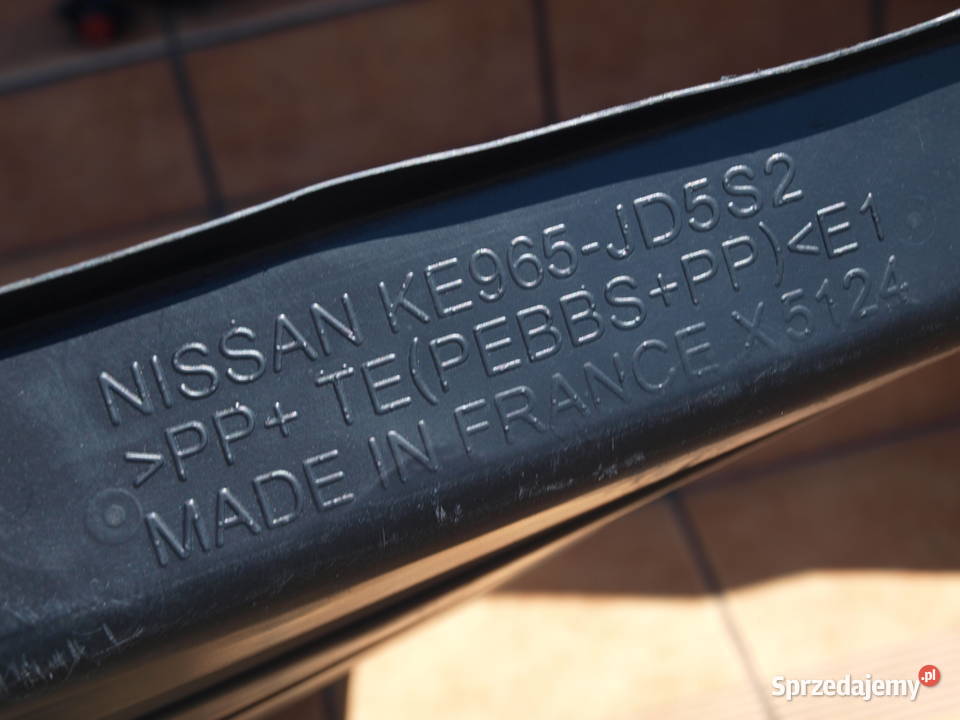 NISSAN KE965-JD5S2
>PP+ TE(PEBBS+PP)<E1
MADE IN FRANCE X5124
Sprzedajemy.pl